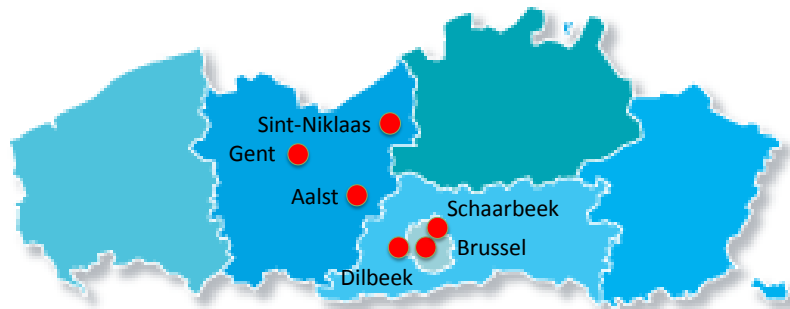 Sint-Niklaas
Gent
Aalst
Schaarbeek
Brussel
Dilbeek